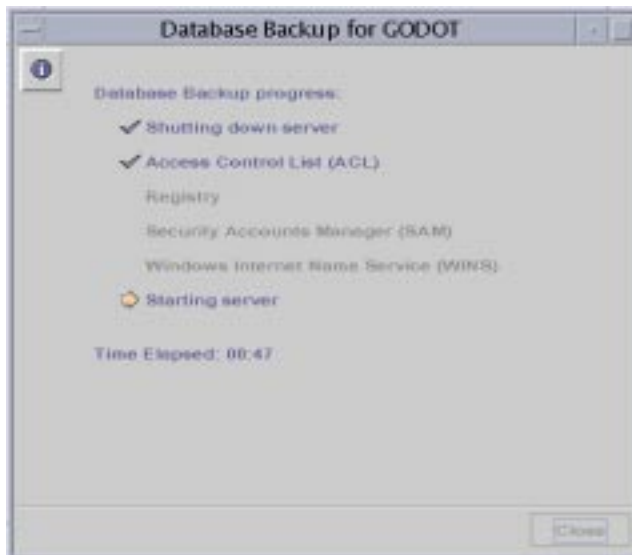 Database Backup for GODOT
Database Backup progress:
Shutting down server
Access Control List (ACL)
Registry
Security Accounts Manager (SAM)
Windows Internet Name Service (WINS)
Starting server
Time Elapsed: 00:47
Close